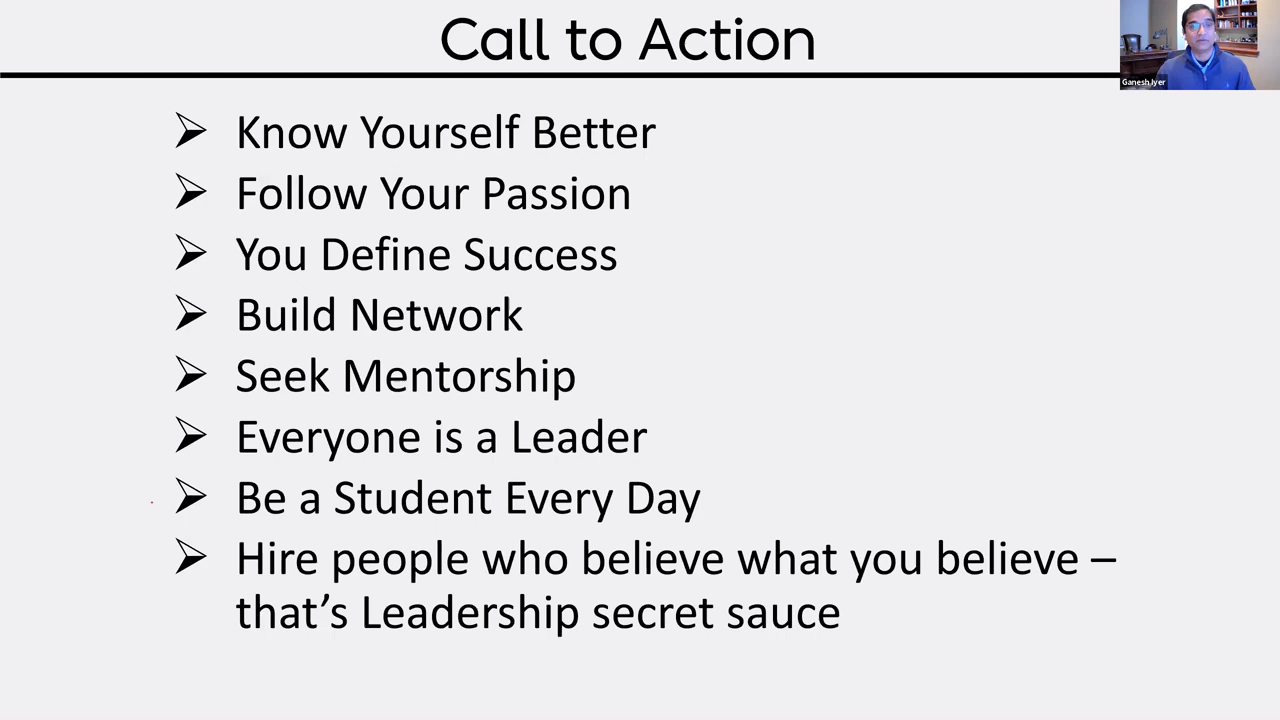 Call to Action
Ganesh Iyer
➢ Know Yourself Better
➢ Follow Your Passion
➢ You Define Success
➢ Build Network
➢ Seek Mentorship
➢ Everyone is a Leader
➢ Be a Student Every Day
➢ Hire people who believe what you believe –
that’s Leadership secret sauce